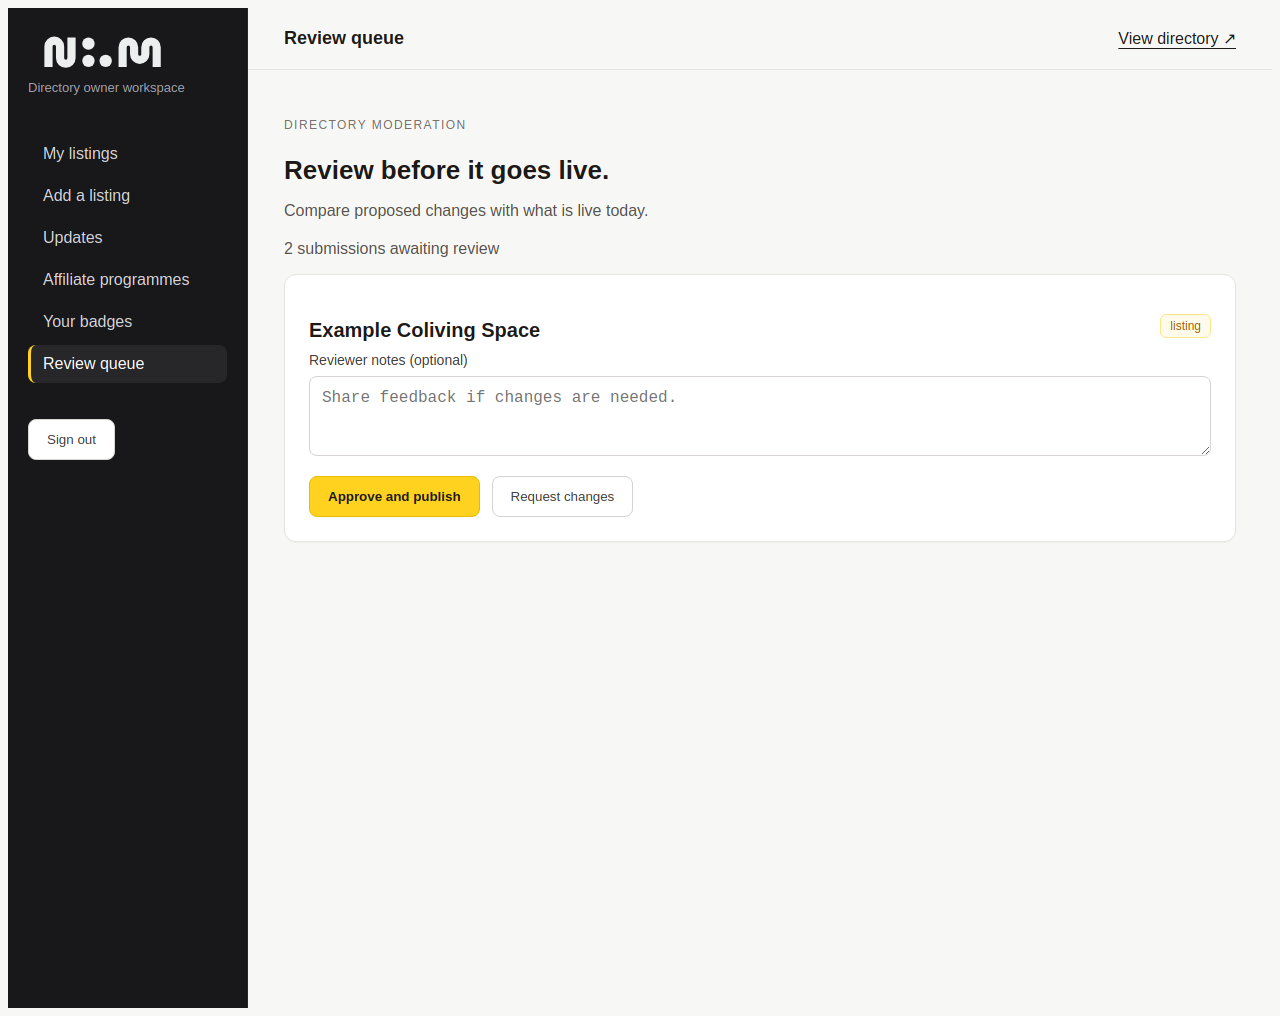 Directory owner workspace
My listings
Add a listing
Updates
Affiliate programmes
Your badges
Review queue
Sign out
Review queue
View directory ↗
DIRECTORY MODERATION
Review before it goes live.
Compare proposed changes with what is live today.
2 submissions awaiting review
Example Coliving Space
listing
Reviewer notes (optional)
Share feedback if changes are needed.
Approve and publish
Request changes